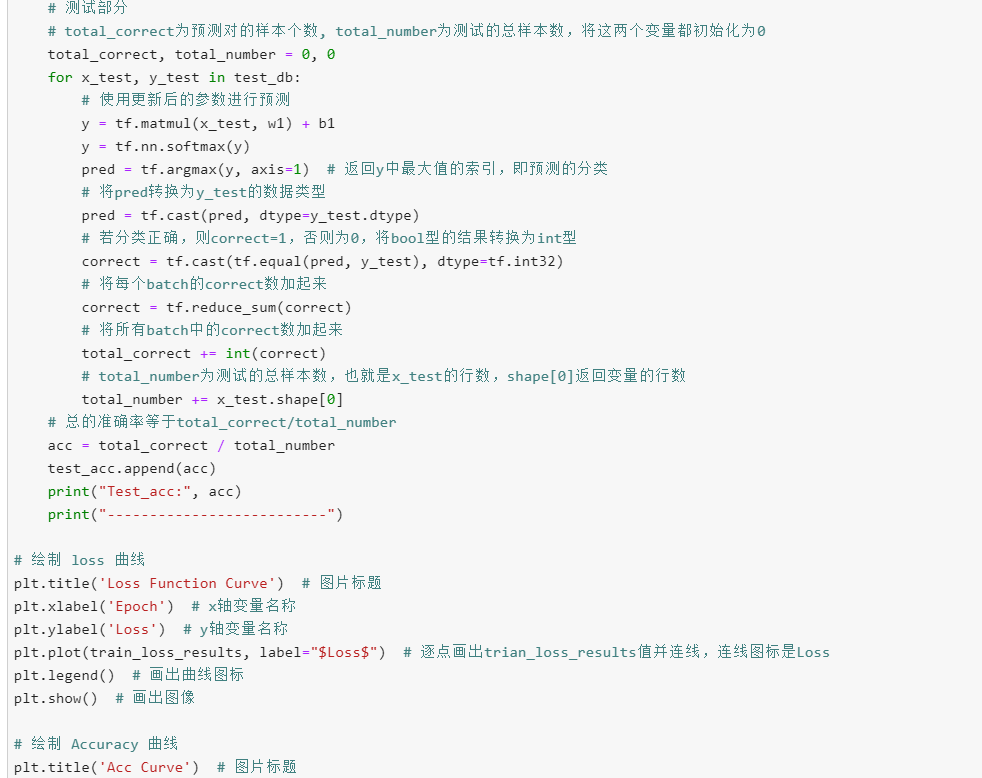 # 测试部分
# total_correct为预测对的样本个数, total_number为测试的总样本数，将这两个变量都初始化为0
total_correct, total_number = 0, 0
for x_test, y_test in test_db:
# 使用更新后的参数进行预测
y = tf.matmul(x_test, w1) + b1
y = tf.nn.softmax(y)
pred = tf.argmax(y, axis=1)  # 返回y中最大值的索引，即预测的分类
# 将pred转换为y_test的数据类型
pred = tf.cast(pred, dtype=y_test.dtype)
# 若分类正确，则correct=1，否则为0，将bool型的结果转换为int型
correct = tf.cast(tf.equal(pred, y_test), dtype=tf.int32)
# 将每个batch的correct数加起来
correct = tf.reduce_sum(correct)
# 将所有batch中的correct数加起来
total_correct += int(correct)
# total_number为测试的总样本数，也就是x_test的行数，shape[0]返回变量的行数
total_number += x_test.shape[0]
# 总的准确率等于total_correct/total_number
acc = total_correct / total_number
test_acc.append(acc)
print("Test_acc:", acc)
print("--------------------------")
# 绘制 loss 曲线
plt.title('Loss Function Curve')  # 图片标题
plt.xlabel('Epoch')  # x轴变量名称
plt.ylabel('Loss')  # y轴变量名称
plt.plot(train_loss_results, label="$Loss$")  # 逐点画出trian_loss_results值并连线，连线图标是Loss
plt.legend()  # 画出曲线图标
plt.show()  # 画出图像
# 绘制 Accuracy 曲线
plt.title('Acc Curve')  # 图片标题